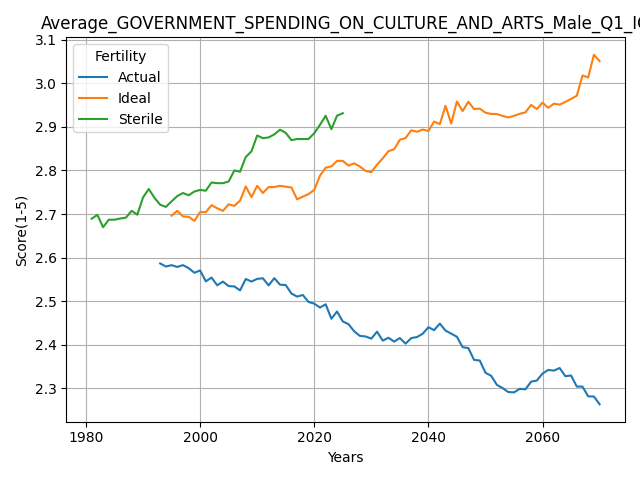 Average_GOVERNMENT_SPENDING_ON_CULTURE_AND_ARTS_Male_Q1_I
3.1
3.0
2.9
2.8
2.7
2.6
2.5
2.4
2.3
Score(1-5)
Fertility
Actual
Ideal
Sterile
1980 2000 2020 2040 2060
Years